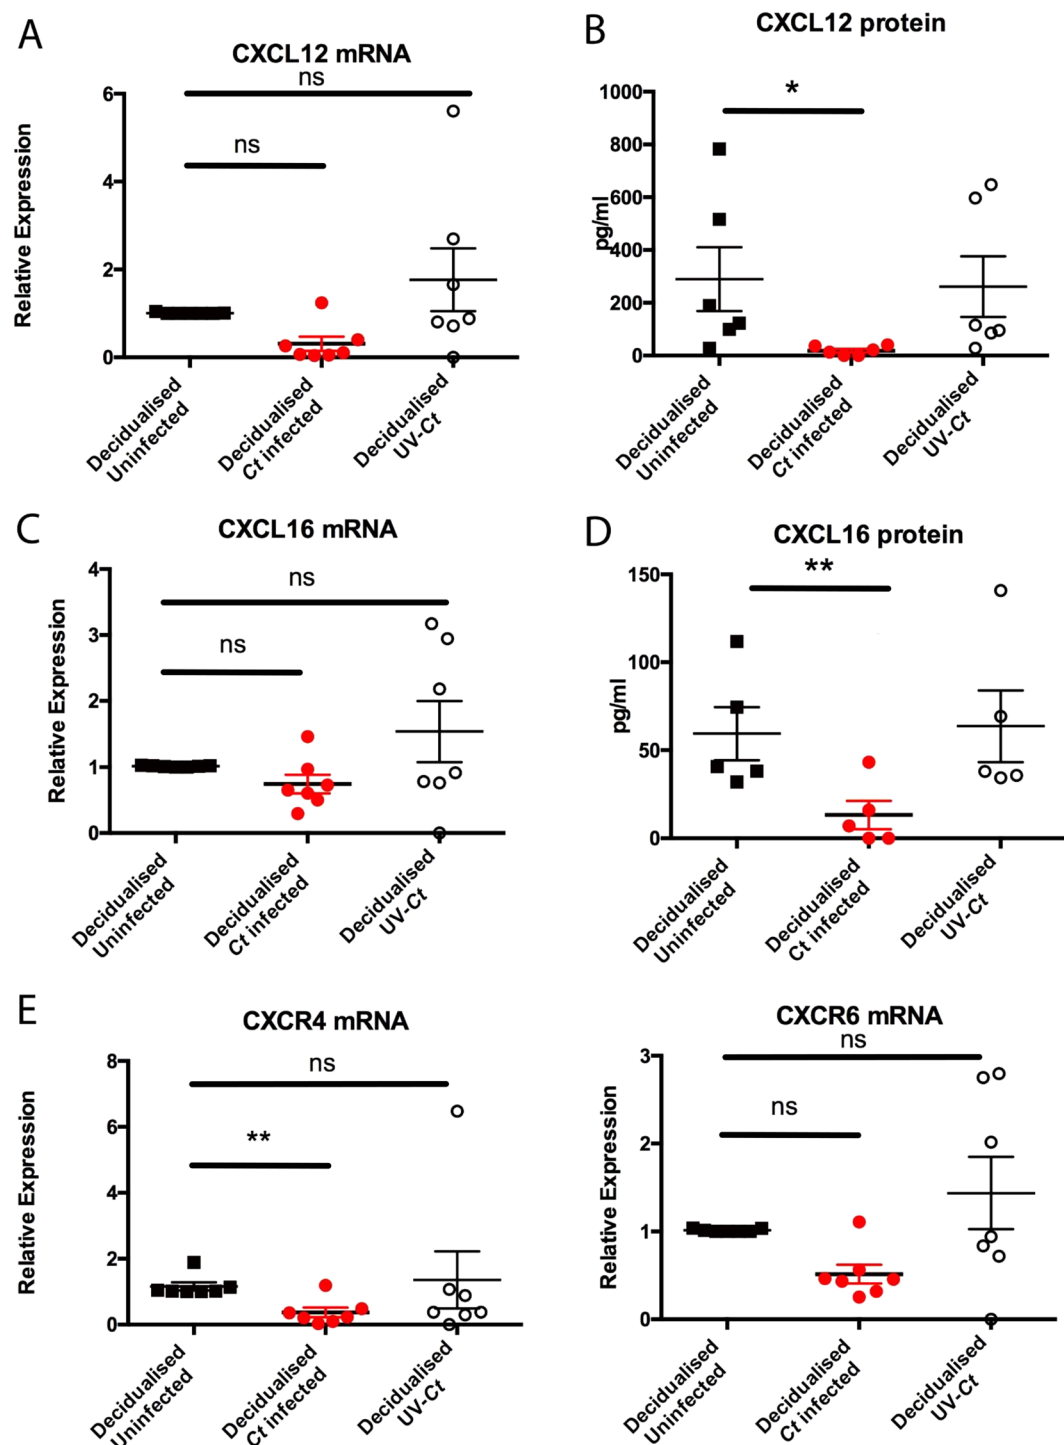 A
CXCL12 mRNA
ns
ns
Relative Expression
6
4
2
0
Decidualised
Uninfected
Decidualised
Ct infected
Decidualised
UV-Ct
B
CXCL12 protein
*
pg/ml
1000
800
600
400
200
0
Decidualised
Uninfected
Decidualised
Ct infected
Decidualised
UV-Ct
C
CXCL16 mRNA
ns
ns
Relative Expression
4
3
2
1
0
Decidualised
Uninfected
Decidualised
Ct infected
Decidualised
UV-Ct
D
CXCL16 protein
**
pg/ml
150
100
50
0
Decidualised
Uninfected
Decidualised
Ct infected
Decidualised
UV-Ct
E
CXCR4 mRNA
ns
**
Relative Expression
8
6
4
2
0
Decidualised
Uninfected
Decidualised
Ct infected
Decidualised
UV-Ct
CXCR6 mRNA
ns
ns
Relative Expression
3
2
1
0
Decidualised
Uninfected
Decidualised
Ct infected
Decidualised
UV-Ct